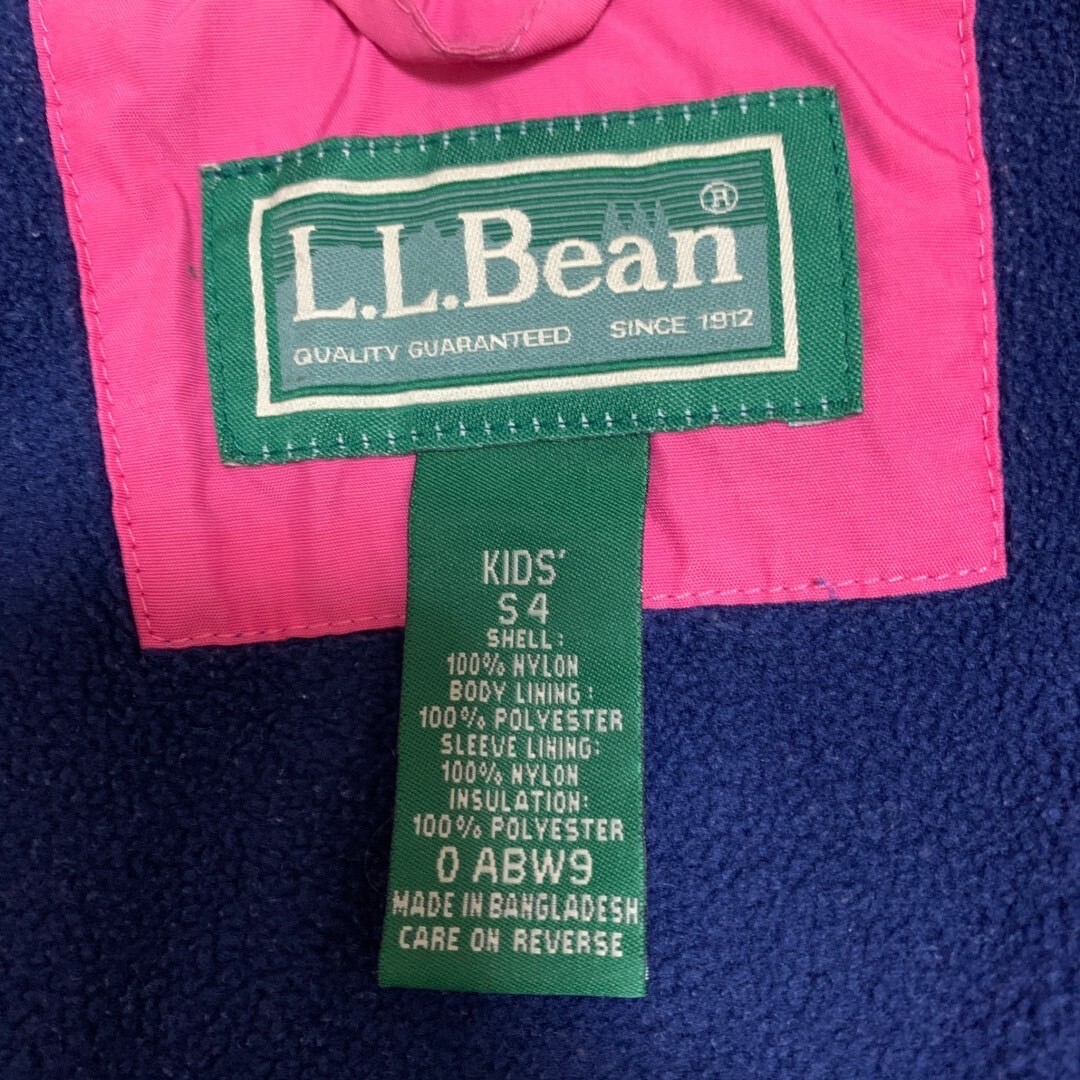 L.L.Bean®
QUALITY GUARANTEED SINCE 1912
KIDS'
S 4
SHELL:
100% NYLON
BODY LINING:
100% POLYESTER
SLEEVE LINING:
100% NYLON
INSULATION:
100% POLYESTER
0 ABW9
MADE IN BANGLADESH
CARE ON REVERSE